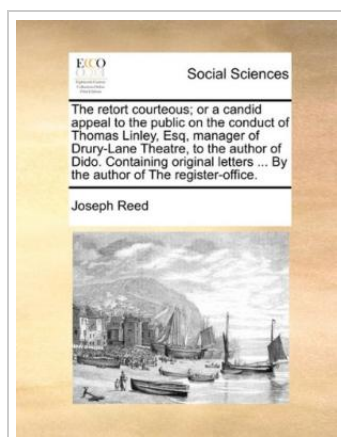 ECCO
Social Sciences
The retort courteous; or a candid
appeal to the public on the conduct of
Thomas Linley, Esq, manager of
Drury-Lane Theatre, to the author of
Dido. Containing original letters ... By
the author of The register-office.
Joseph Reed